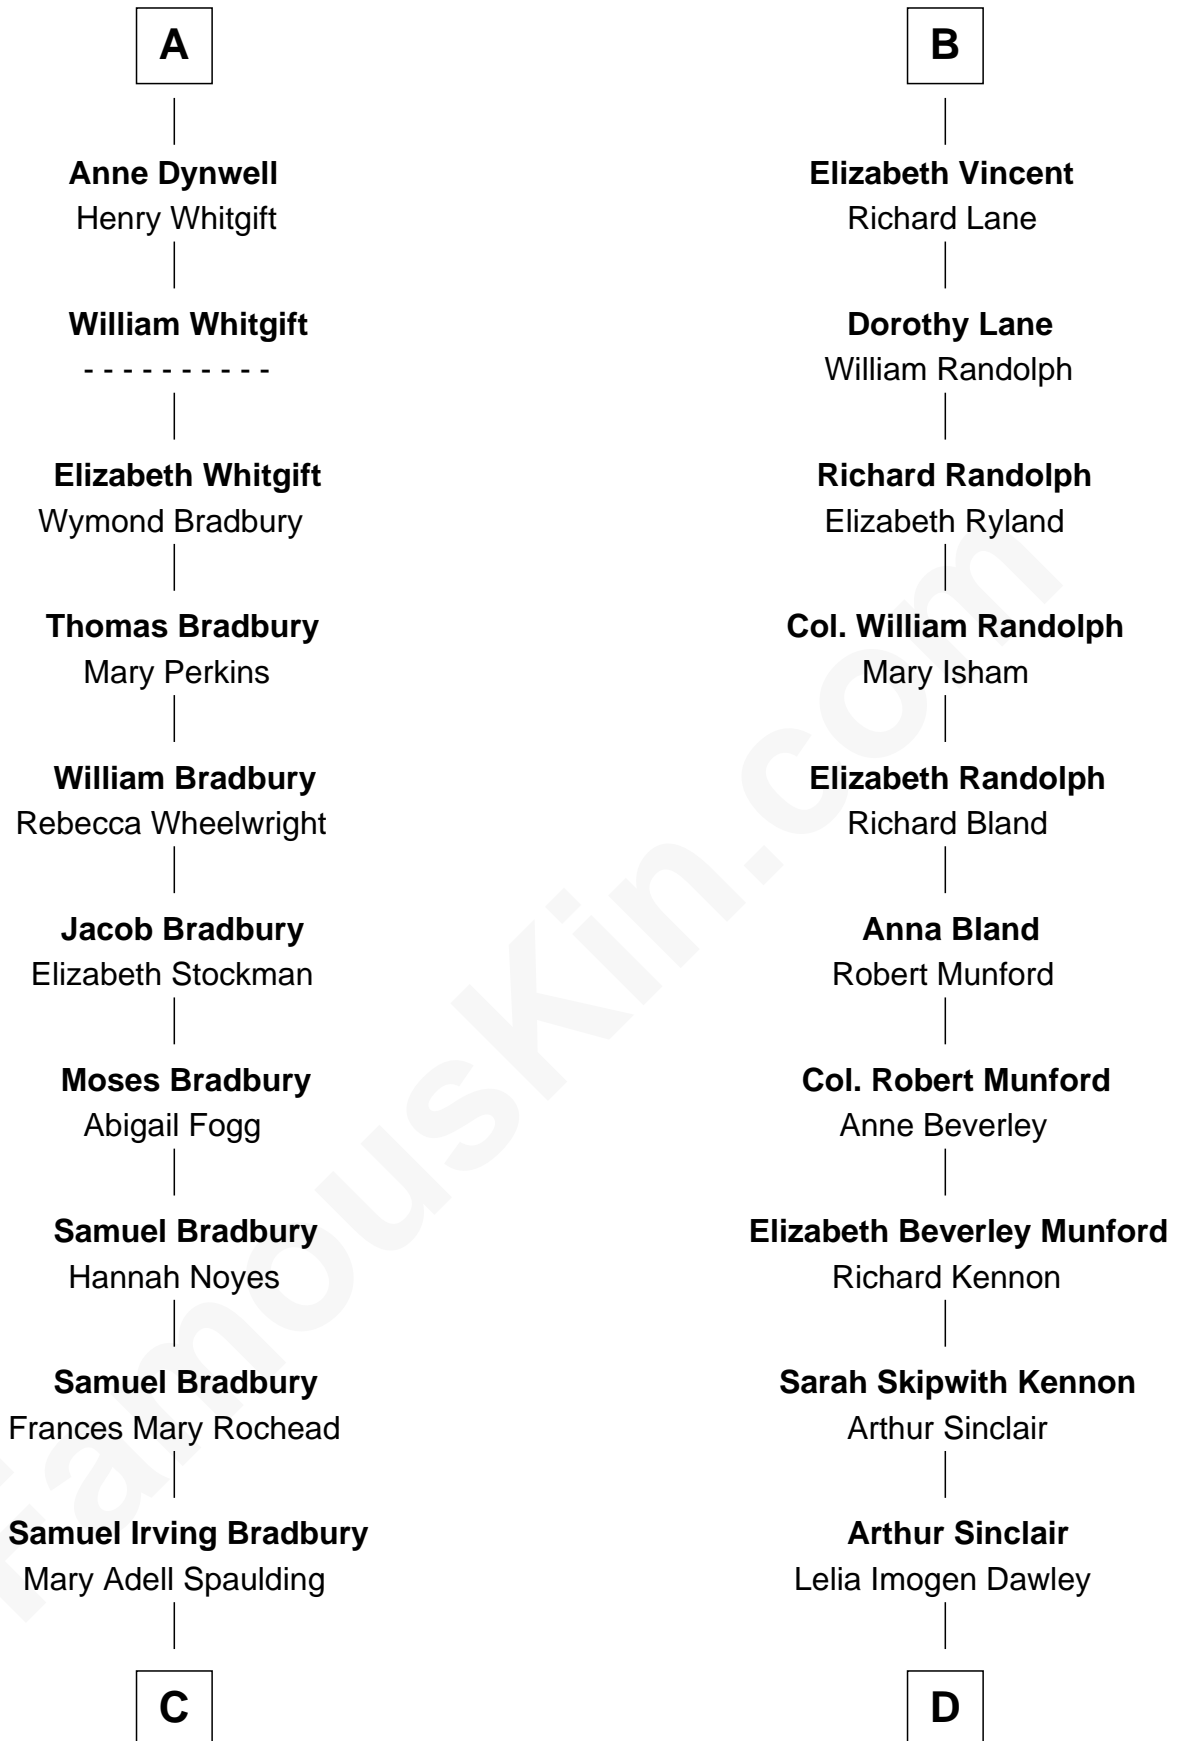 A
Anne Dynwell
Henry Whitgift
William Whitgift
- - - - - - - - - -
Elizabeth Whitgift
Wymond Bradbury
Thomas Bradbury
Mary Perkins
William Bradbury
Rebecca Wheelwright
Jacob Bradbury
Elizabeth Stockman
Moses Bradbury
Abigail Fogg
Samuel Bradbury
Hannah Noyes
Samuel Bradbury
Frances Mary Rochead
Samuel Irving Bradbury
Mary Adell Spaulding
C
B
Elizabeth Vincent
Richard Lane
Dorothy Lane
William Randolph
Richard Randolph
Elizabeth Ryland
Col. William Randolph
Mary Isham
Elizabeth Randolph
Richard Bland
Anna Bland
Robert Munford
Col. Robert Munford
Anne Beverley
Elizabeth Beverley Munford
Richard Kennon
Sarah Skipwith Kennon
Arthur Sinclair
Arthur Sinclair
Lelia Imogen Dawley
D
FamousKin.com